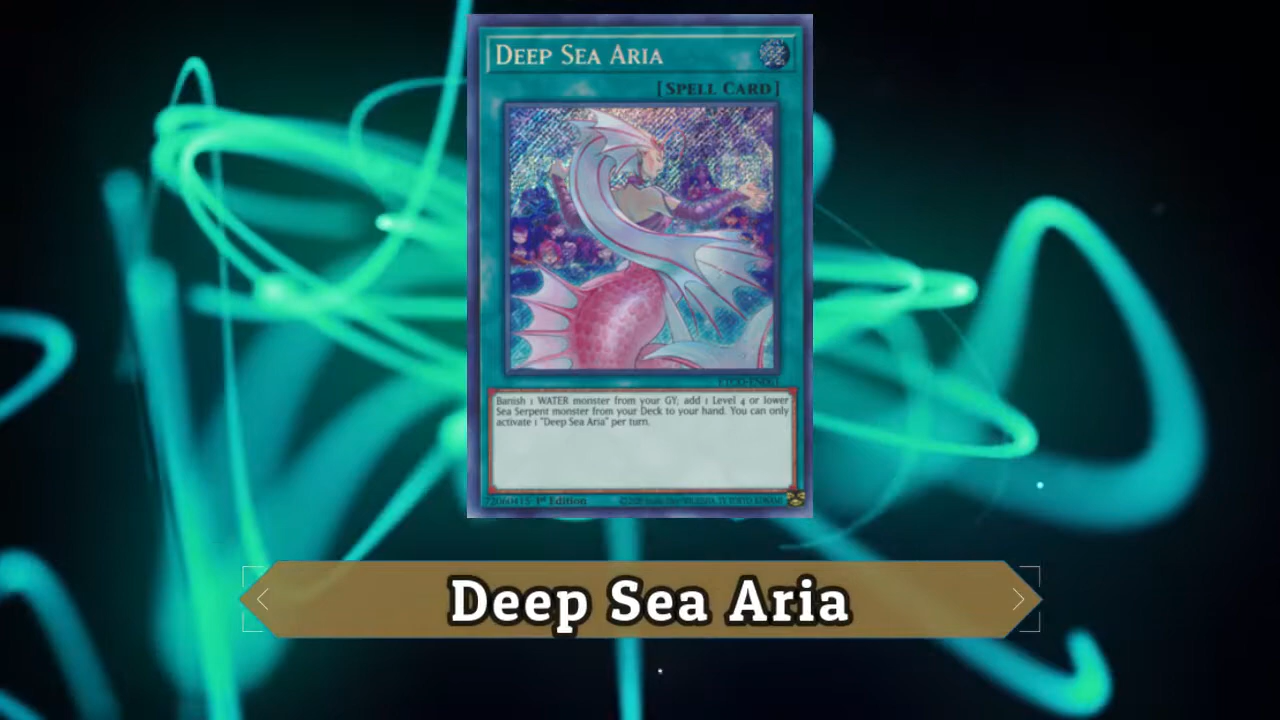 DEEP SEA ARIA
[SPELL CARD]
Banish 1 WATER monster from your GY; add 1 Level 4 or lower
Sea Serpent monster from your Deck to your hand. You can only
activate 1 "Deep Sea Aria" per turn.
1st Edition
Deep Sea Aria